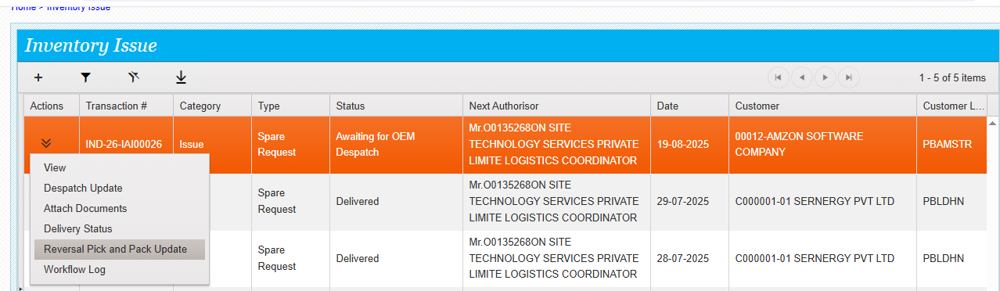 Home > Inventory Issue
Inventory Issue
1 - 5 of 5 items
Actions Transaction # Category Type Status Next Authorisor Date Customer Customer L...
IND-26-IAI00026 Issue Spare Request Awaiting for OEM Despatch Mr.O0135268ON SITE TECHNOLOGY SERVICES PRIVATE LIMITE LOGISTICS COORDINATOR 19-08-2025 00012-AMZON SOFTWARE COMPANY PBAMSTR
View
Despatch Update
Attach Documents
Delivery Status
Reversal Pick and Pack Update
Workflow Log
Spare Request Delivered Mr.O0135268ON SITE TECHNOLOGY SERVICES PRIVATE LIMITE LOGISTICS COORDINATOR 29-07-2025 C000001-01 SERNERGY PVT LTD PBLDHN
Spare Request Delivered Mr.O0135268ON SITE TECHNOLOGY SERVICES PRIVATE LIMITE LOGISTICS COORDINATOR 28-07-2025 C000001-01 SERNERGY PVT LTD PBLDHN